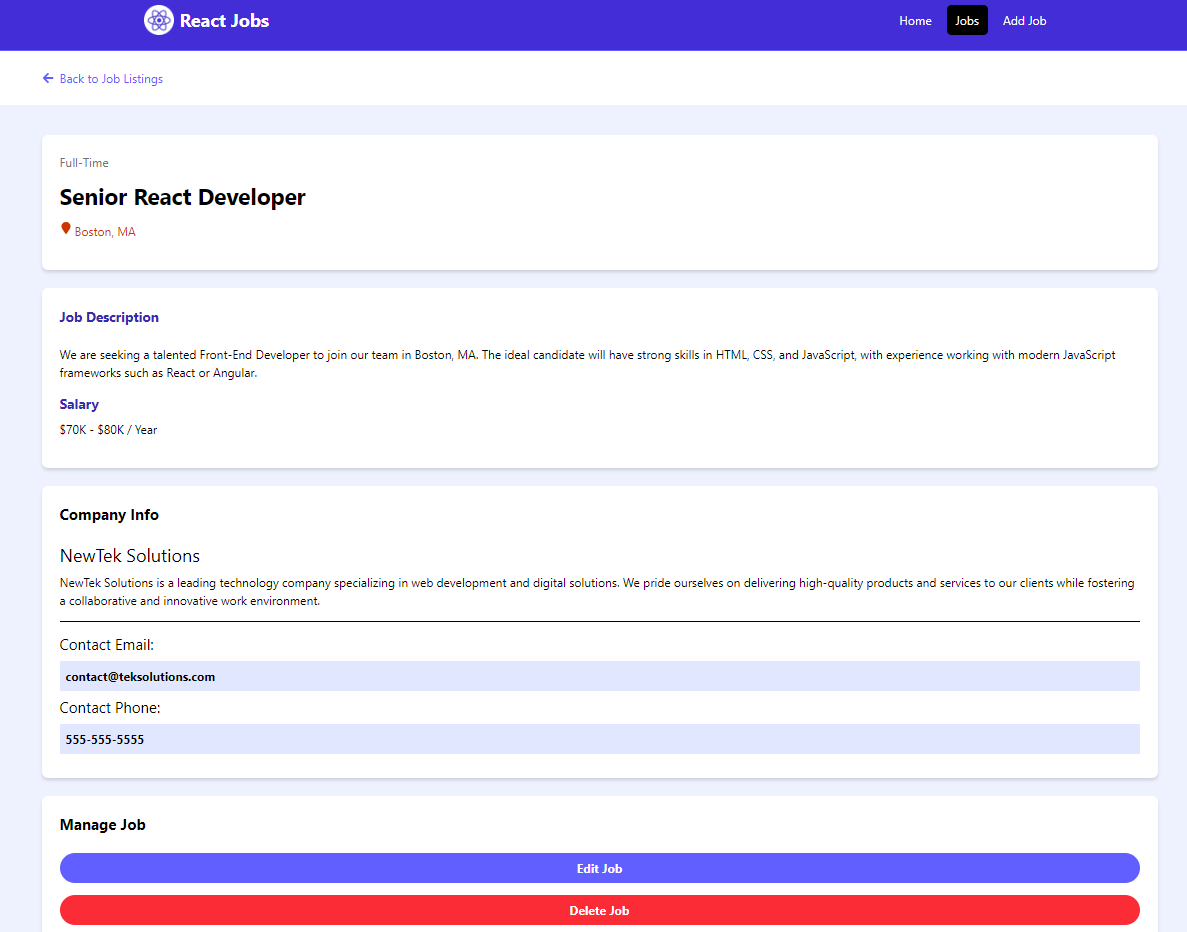 React Jobs
Home
Jobs
Add Job
Back to Job Listings
Full-Time
Senior React Developer
Boston, MA
Job Description
We are seeking a talented Front-End Developer to join our team in Boston, MA. The ideal candidate will have strong skills in HTML, CSS, and JavaScript, with experience working with modern JavaScript
frameworks such as React or Angular.
Salary
$70K - $80K / Year
Company Info
NewTek Solutions
NewTek Solutions is a leading technology company specializing in web development and digital solutions. We pride ourselves on delivering high-quality products and services to our clients while fostering
a collaborative and innovative work environment.
Contact Email:
contact@teksolutions.com
Contact Phone:
555-555-5555
Manage Job
Edit Job
Delete Job